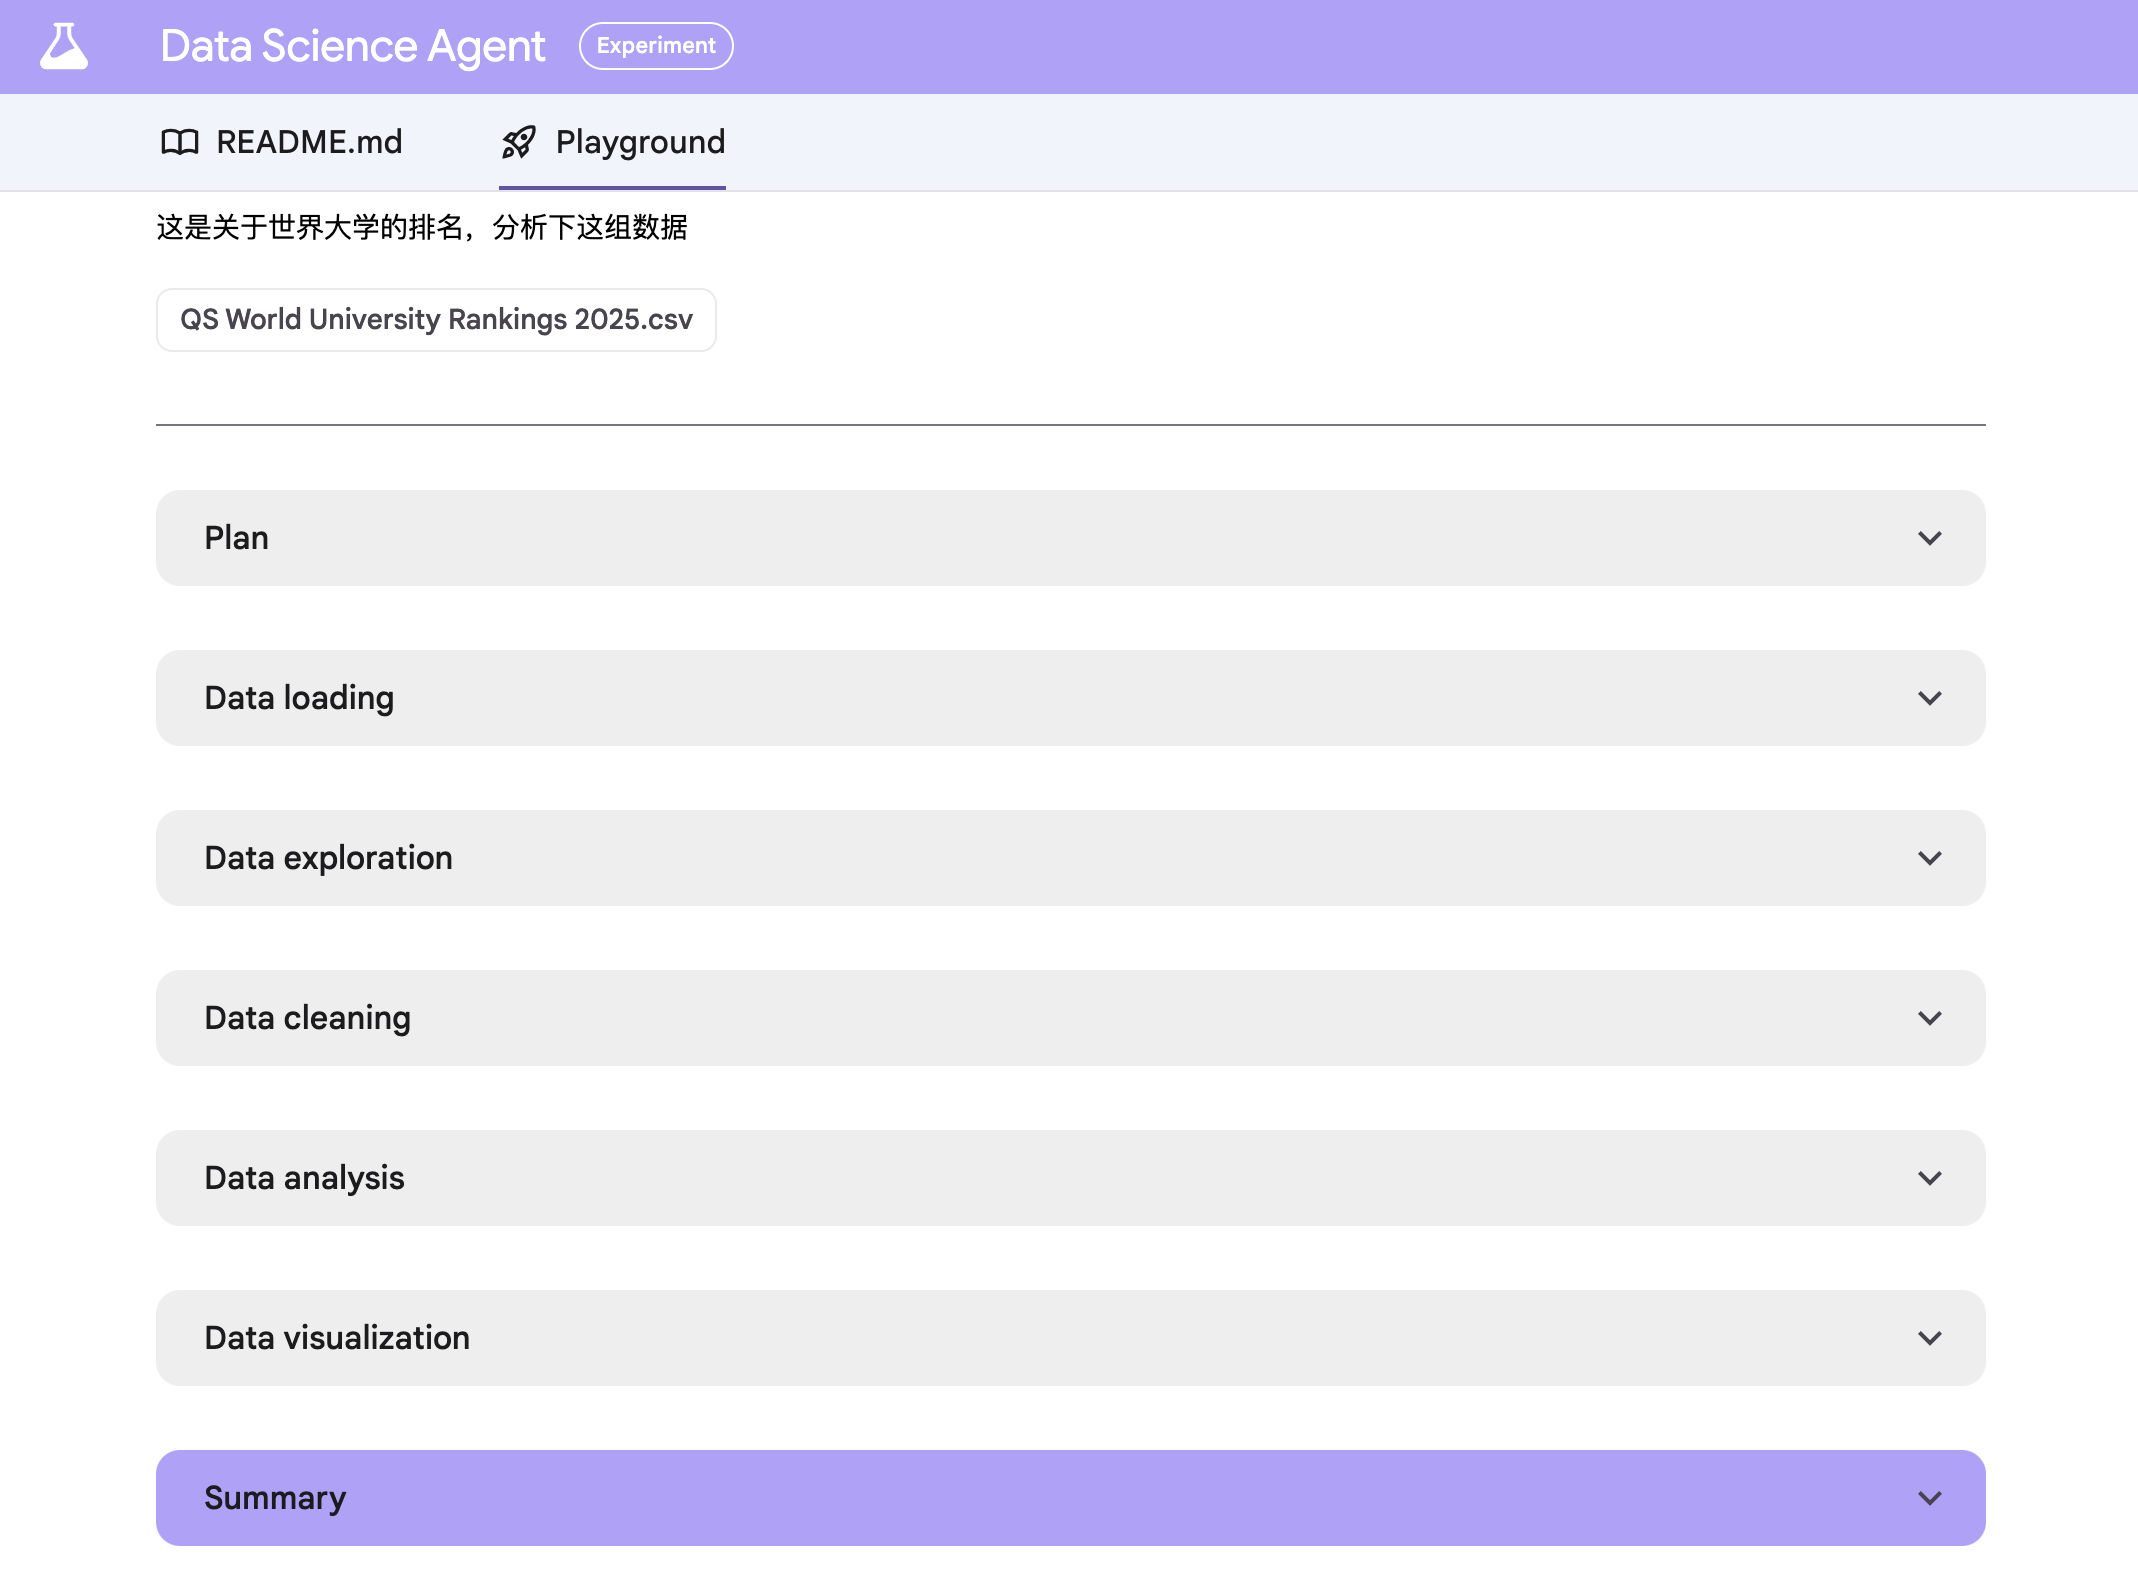 Data Science Agent Experiment
README.md Playground
这是关于世界大学的排名，分析下这组数据
QS World University Rankings 2025.csv
Plan
Data loading
Data exploration
Data cleaning
Data analysis
Data visualization
Summary